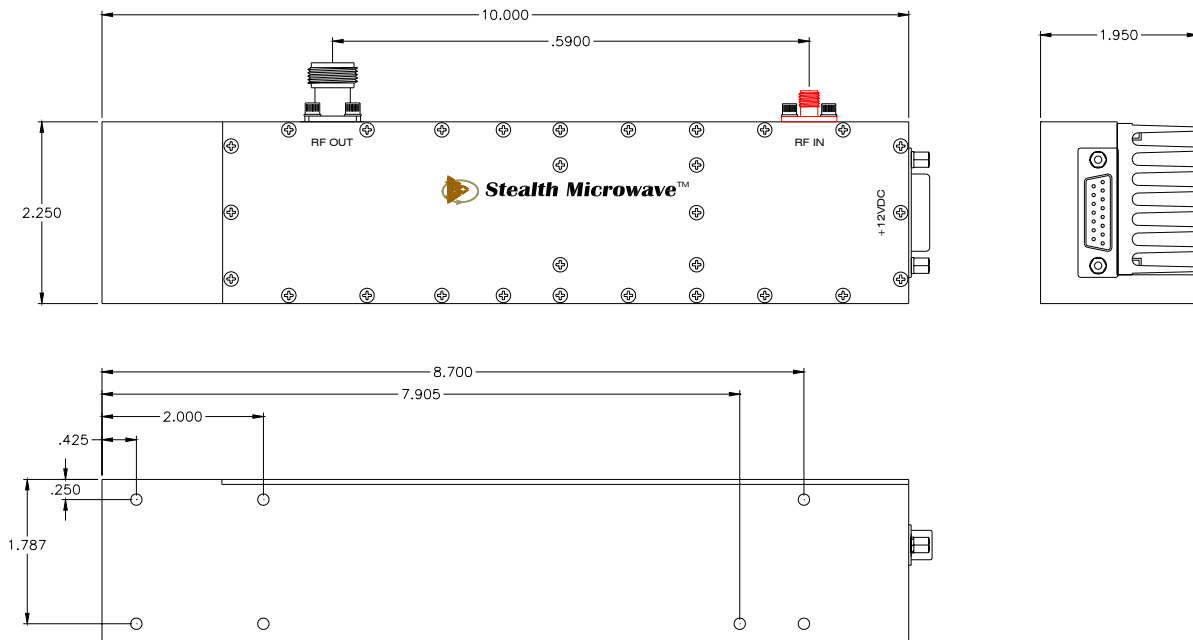 10.000
.5900
1.950
RF OUT
RF IN
Stealth Microwave™
2.250
+12VDC
8.700
7.905
2.000
.425
.250
1.787